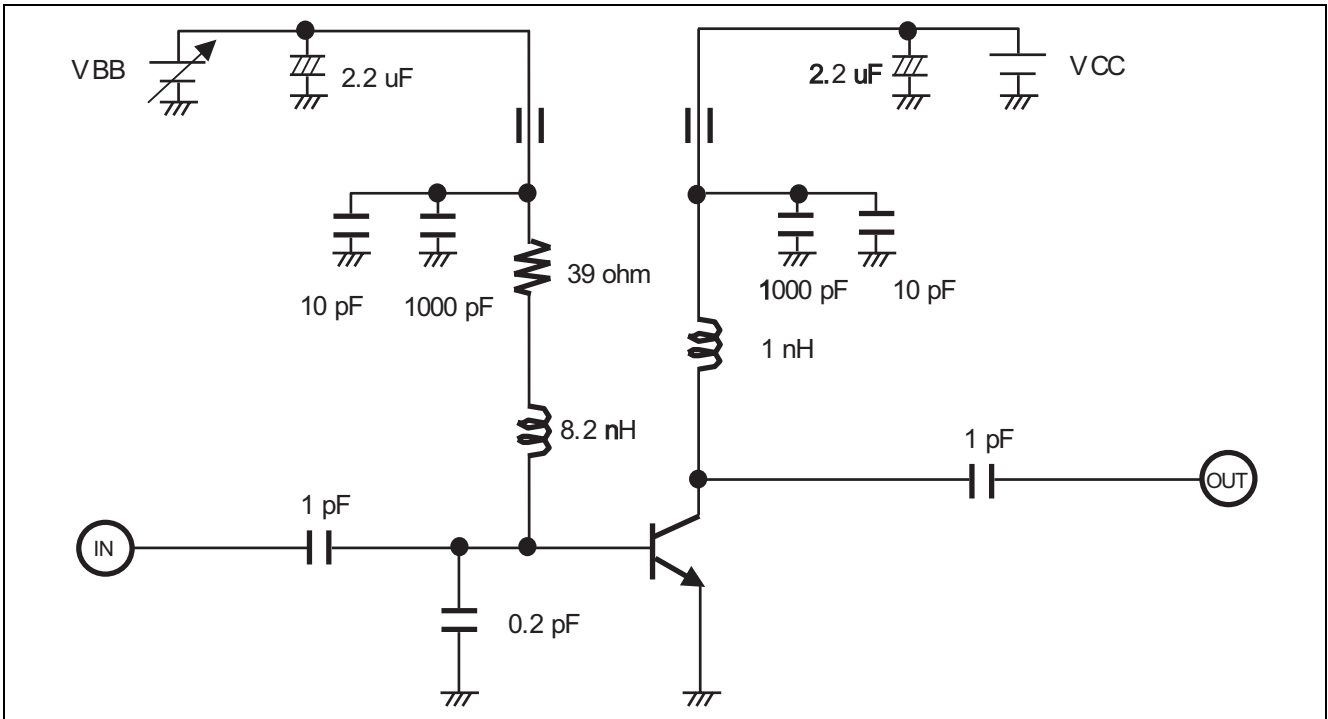 VBB
2.2 uF
2.2 uF
VCC
10 pF
1000 pF
39 ohm
1000 pF
10 pF
1 nH
8.2 nH
1 pF
OUT
1 pF
IN
0.2 pF